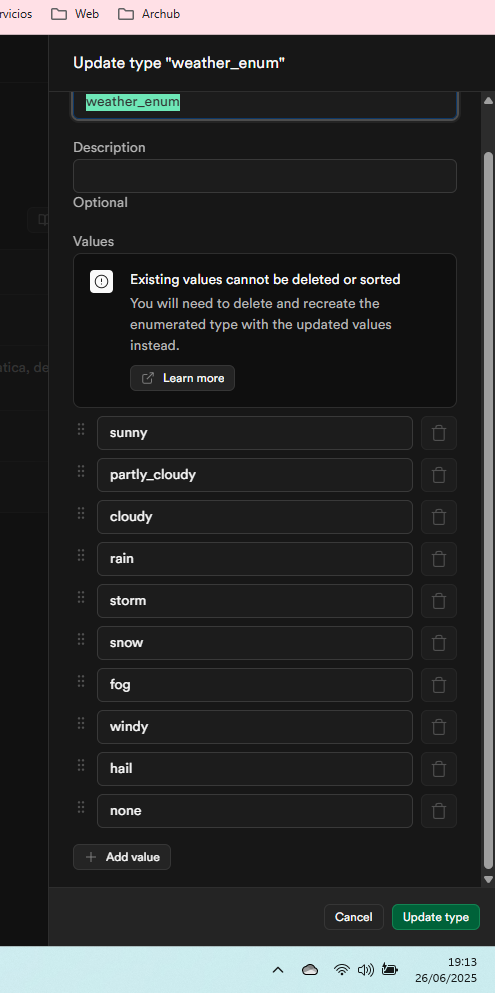 rvicios
Web
Archub
Update type "weather_enum"
weather_enum
Description
Optional
Values
Existing values cannot be deleted or sorted
You will need to delete and recreate the
enumerated type with the updated values
instead.
Learn more
ática, de
sunny
partly_cloudy
cloudy
rain
storm
snow
fog
windy
hail
none
Add value
Cancel
Update type
19:13
26/06/2025